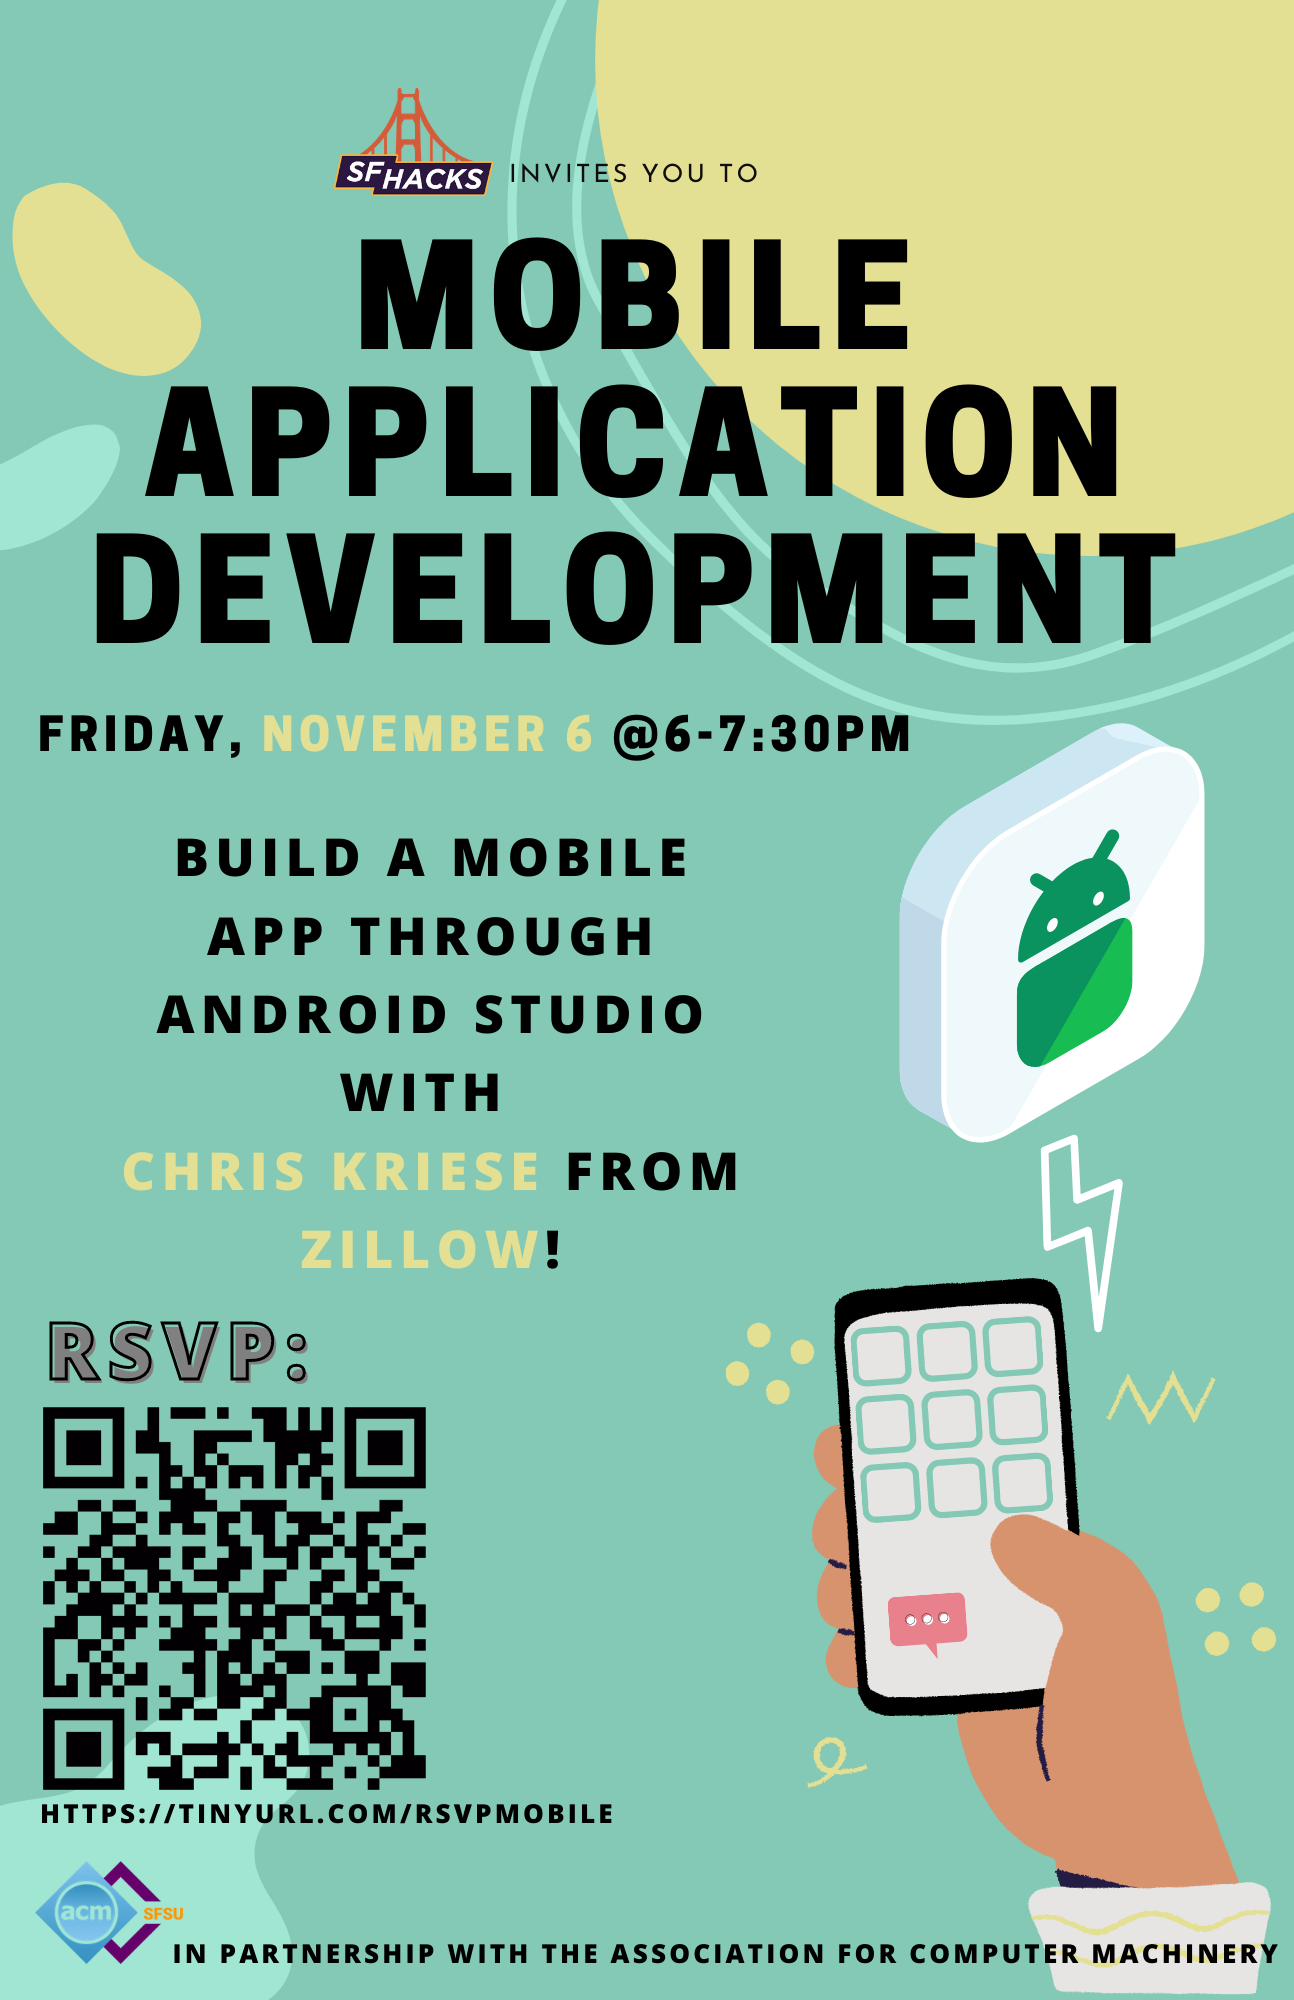 SF HACKS INVITES YOU TO
MOBILE
APPLICATION
DEVELOPMENT
FRIDAY, NOVEMBER 6 @6-7:30PM
BUILD A MOBILE
APP THROUGH
ANDROID STUDIO
WITH
CHRIS KRIESE FROM
ZILLOW!
RSVP:
HTTPS://TINYURL.COM/RSVPMOBILE
acm SFSU
IN PARTNERSHIP WITH THE ASSOCIATION FOR COMPUTER MACHINERY